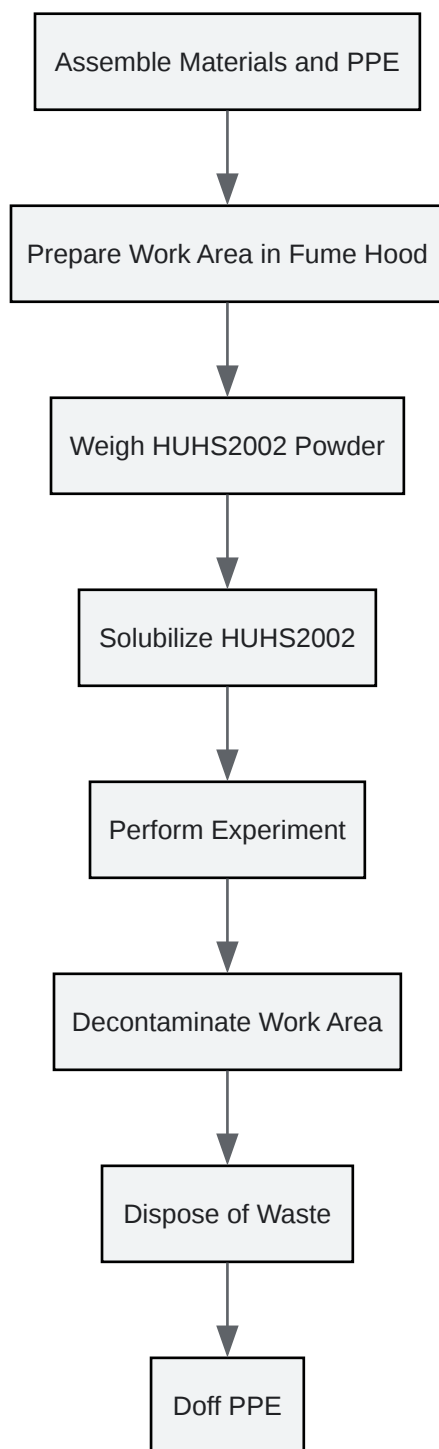 Assemble Materials and PPE
Prepare Work Area in Fume Hood
Weigh HUHS2002 Powder
Solubilize HUHS2002
Perform Experiment
Decontaminate Work Area
Dispose of Waste
Doff PPE